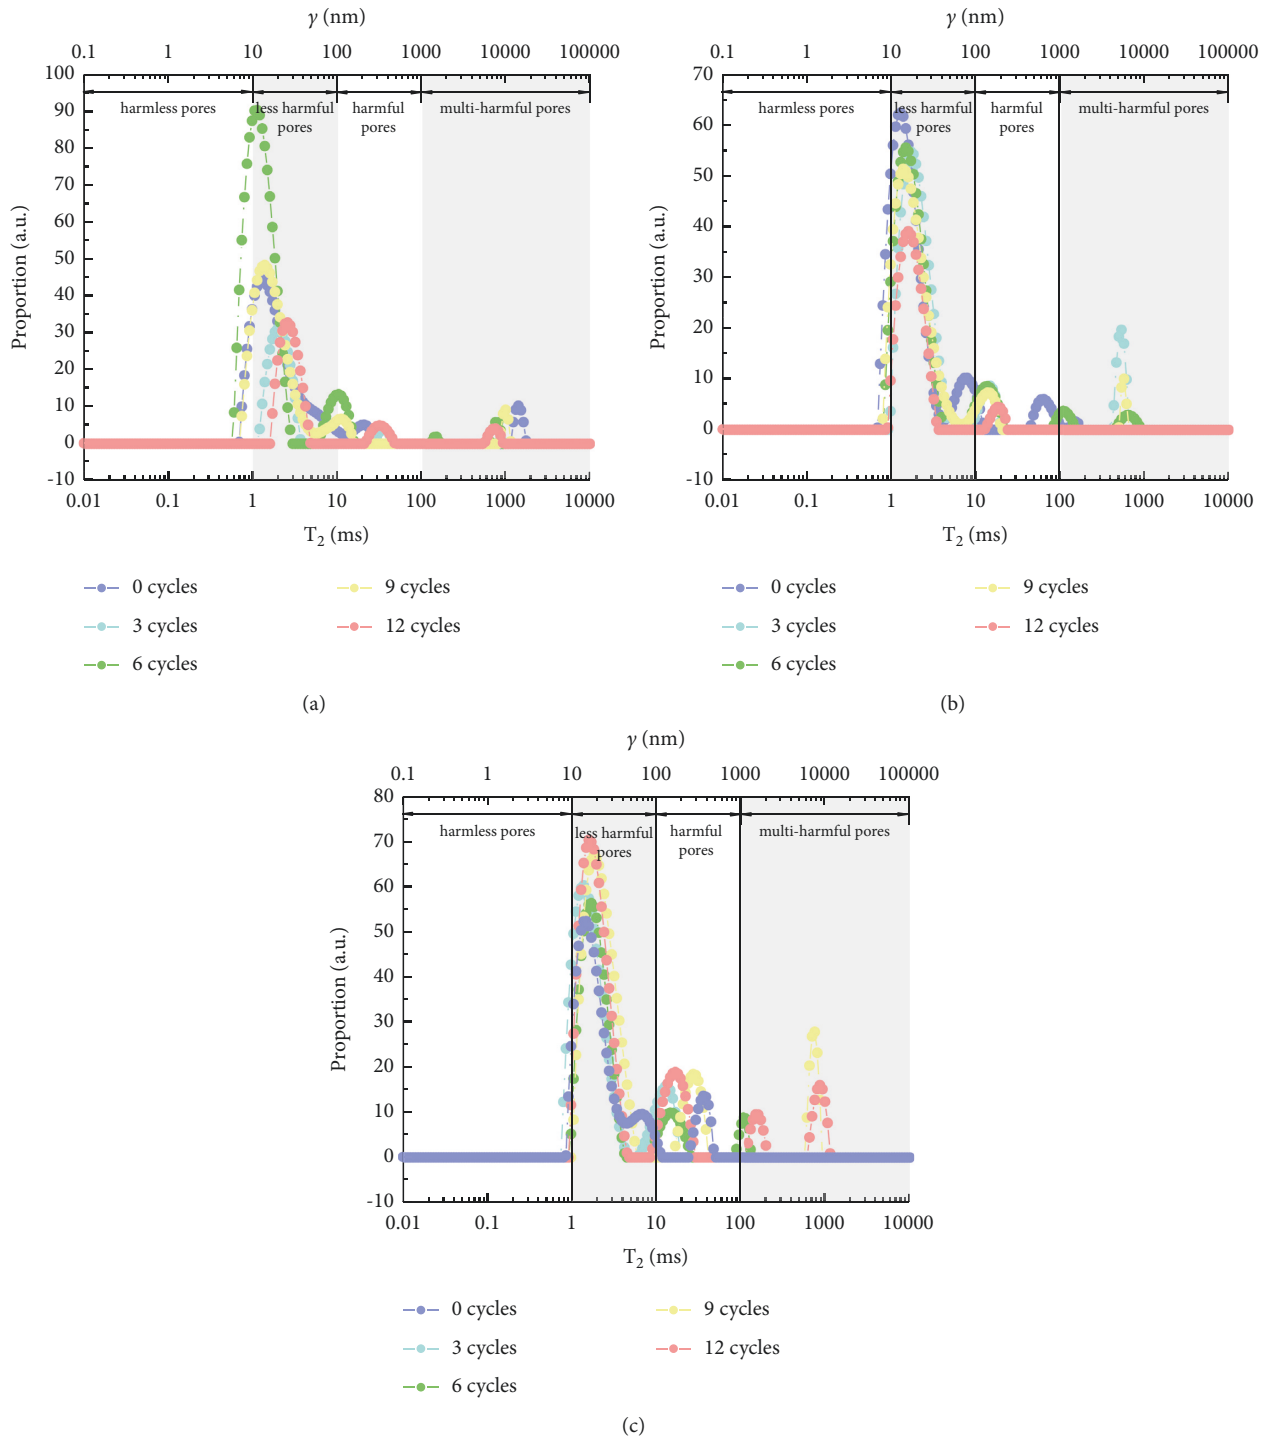 γ (nm)
0.1 1 10 100 1000 10000 100000
100
90
80
70
60
50
40
30
20
10
0
-10
Proportion (a.u.)
harmless pores
less harmful
pores
harmful
pores
multi-harmful pores
0.01 0.1 1 10 100 1000 10000
T2 (ms)
0 cycles
3 cycles
6 cycles
9 cycles
12 cycles
(a)
γ (nm)
0.1 1 10 100 1000 10000 100000
70
60
50
40
30
20
10
0
-10
Proportion (a.u.)
harmless pores
less harmful
pores
harmful
pores
multi-harmful pores
0.01 0.1 1 10 100 1000 10000
T2 (ms)
0 cycles
3 cycles
6 cycles
9 cycles
12 cycles
(b)
γ (nm)
0.1 1 10 100 1000 10000 100000
80
70
60
50
40
30
20
10
0
-10
Proportion (a.u.)
harmless pores
less harmful
pores
harmful
pores
multi-harmful pores
0.01 0.1 1 10 100 1000 10000
T2 (ms)
0 cycles
3 cycles
6 cycles
9 cycles
12 cycles
(c)